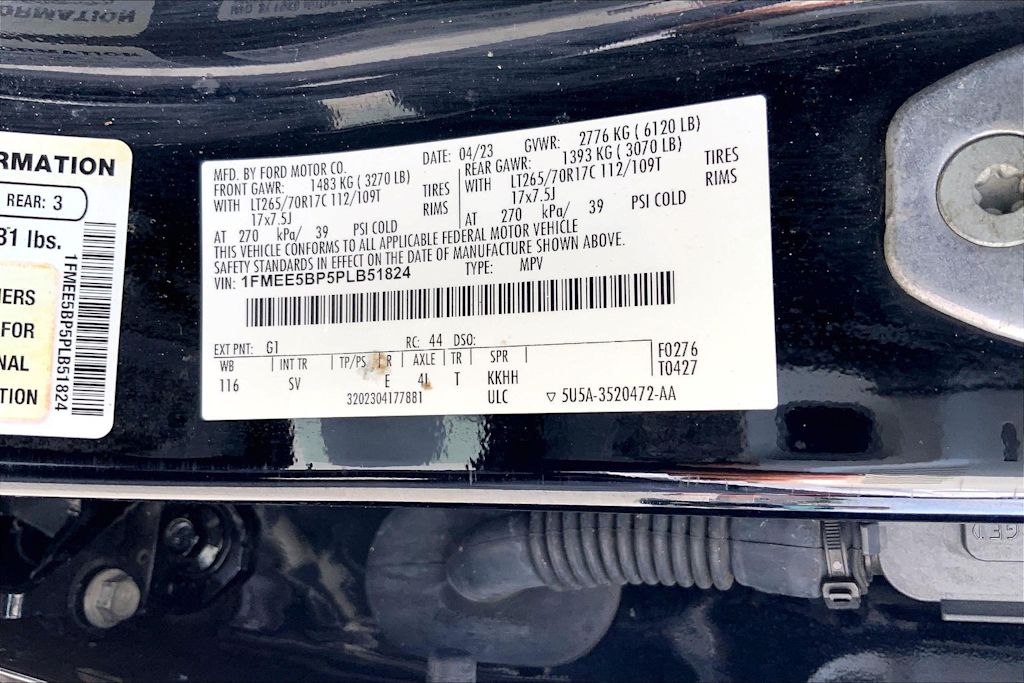 ORMATION
RMATION
REAR: 3
31 lbs.
1FMEE5BP5PLB51824
ERS
FOR
NAL
TION
MFD. BY FORD MOTOR CO. DATE: 04/23 GVWR: 2776 KG ( 6120 LB)
FRONT GAWR: 1483 KG ( 3270 LB) REAR GAWR: 1393 KG ( 3070 LB)
WITH LT265/70R17C 112/109T TIRES WITH LT265/70R17C 112/109T TIRES
17x7.5J RIMS 17x7.5J RIMS
AT 270 kPa/ 39 PSI COLD AT 270 kPa/ 39 PSI COLD
THIS VEHICLE CONFORMS TO ALL APPLICABLE FEDERAL MOTOR VEHICLE
SAFETY STANDARDS IN EFFECT ON THE DATE OF MANUFACTURE SHOWN ABOVE.
VIN: 1FMEE5BP5PLB51824 TYPE: MPV
EXT PNT: G1 RC: 44 DSO:
WB INT TR TP/PS R AXLE TR SPR F0276
116 SV E 4L T KKHH T0427
3202304177881 ULC ▽ 5U5A-3520472-AA